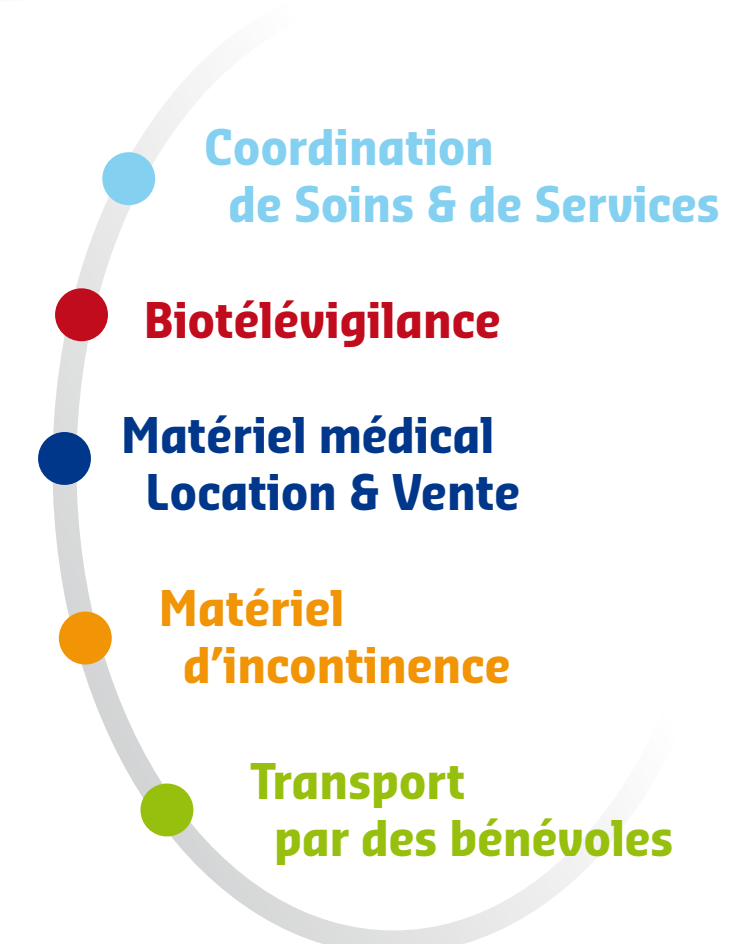 Coordination
de Soins & de Services
Biotélévigilance
Matériel médical
Location & Vente
Matériel
d'incontinence
Transport
par des bénévoles